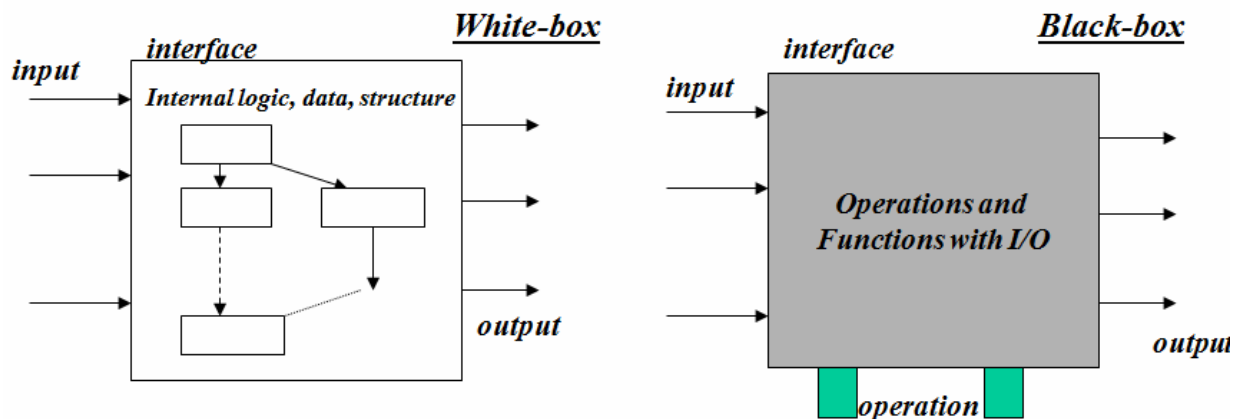 White-box
interface
input
Internal logic, data, structure
output
Black-box
interface
input
Operations and
Functions with I/O
output
operation